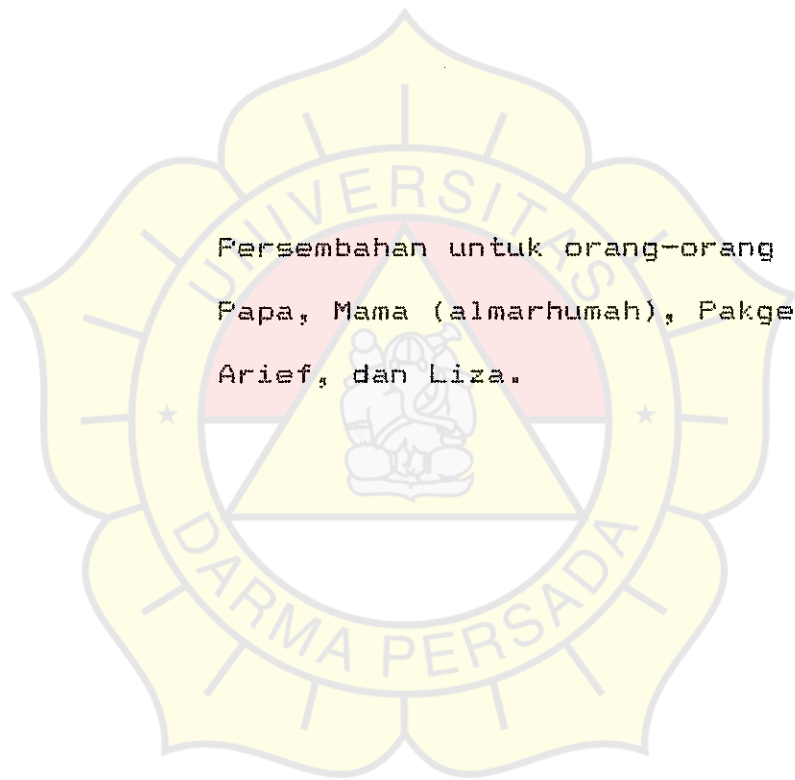 UNIVERSITAS
Persembahan untuk orang-orang
Papa, Mama (almarhumah), Pakge
Arief, dan Liza.
DARMA PERSADA